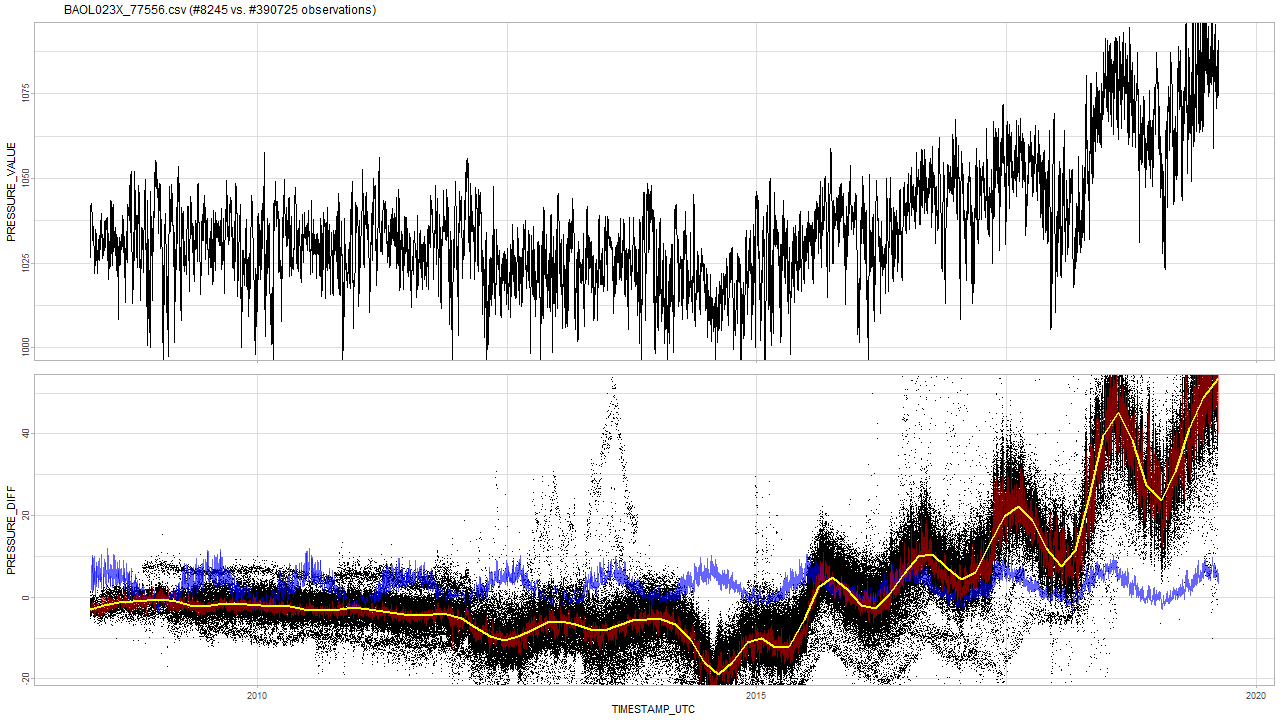 BAOL023X_77556.csv (#8245 vs. #390725 observations)
PRESSURE_VALUE
1075
1050
1025
1000
PRESSURE_DIFF
40
20
0
-20
2010
2015
2020
TIMESTAMP_UTC